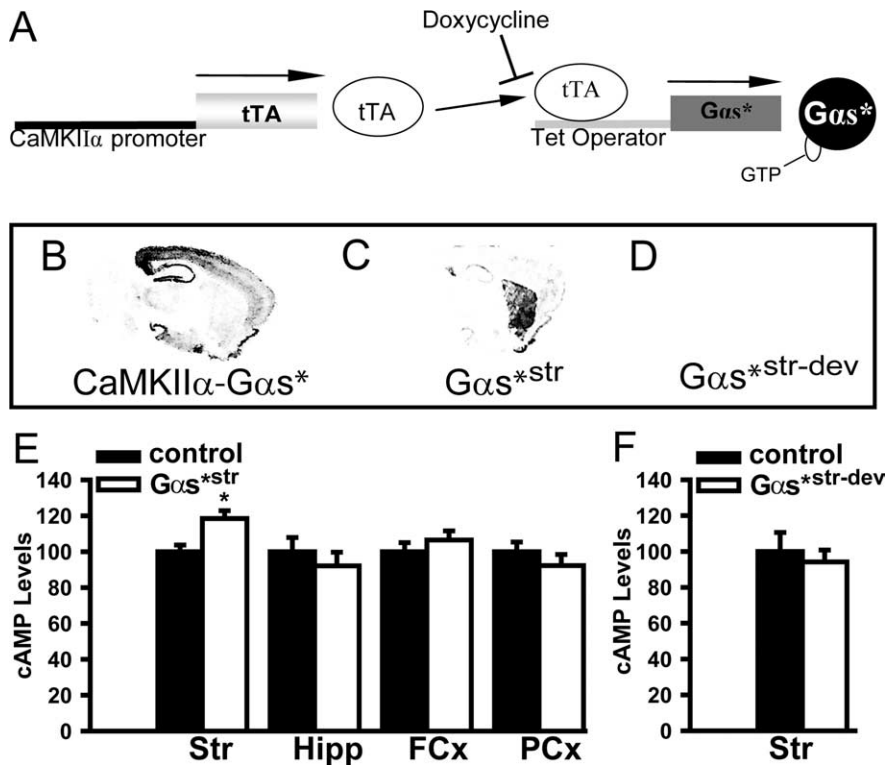 A
Doxycycline
tTA
tTA
tTA
Gαs*
Gαs*
CaMKIIα promoter
Tet Operator
GTP
B
C
D
CaMKIIα-Gαs*
Gαs*str
Gαs*str-dev
E
control
Gαs*str
*
cAMP Levels
140
120
100
80
60
40
20
0
Str Hipp FCx PCx
F
control
Gαs*str-dev
cAMP Levels
140
120
100
80
60
40
20
0
Str